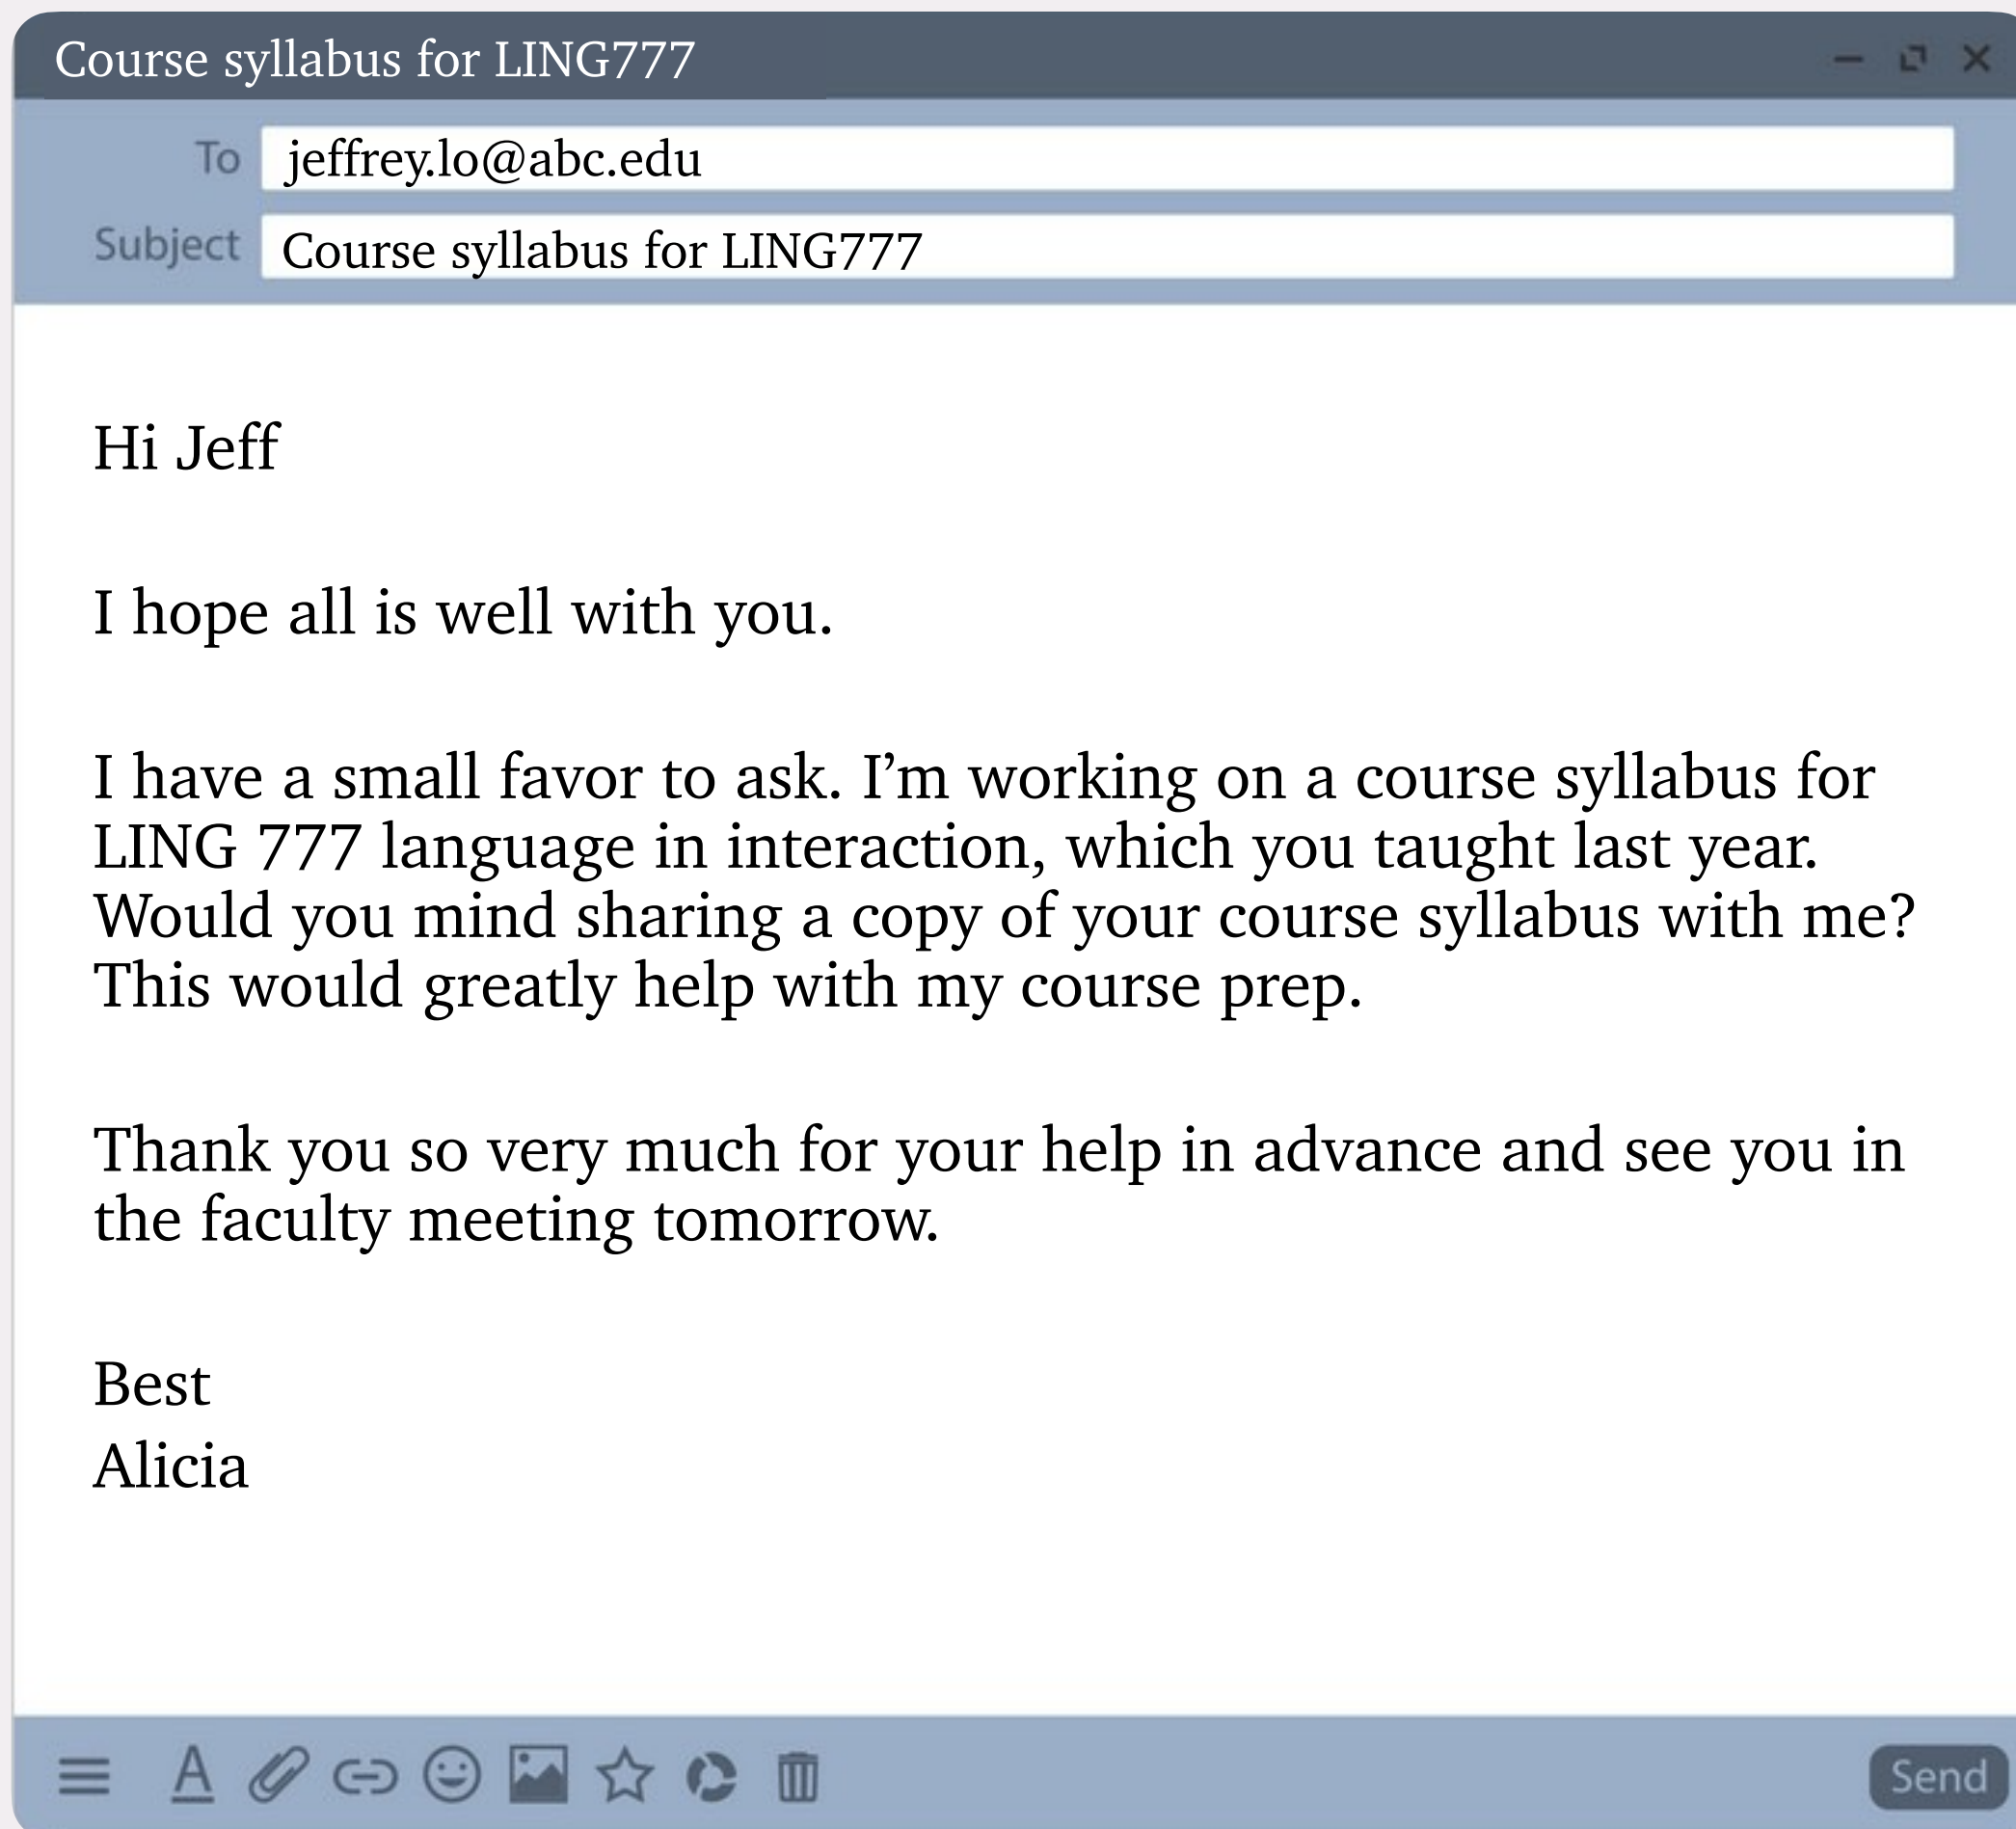 Course syllabus for LING777
To jeffrey.lo@abc.edu
Subject Course syllabus for LING777
Hi Jeff
I hope all is well with you.
I have a small favor to ask. I’m working on a course syllabus for
LING 777 language in interaction, which you taught last year.
Would you mind sharing a copy of your course syllabus with me?
This would greatly help with my course prep.
Thank you so very much for your help in advance and see you in
the faculty meeting tomorrow.
Best
Alicia
A
Send